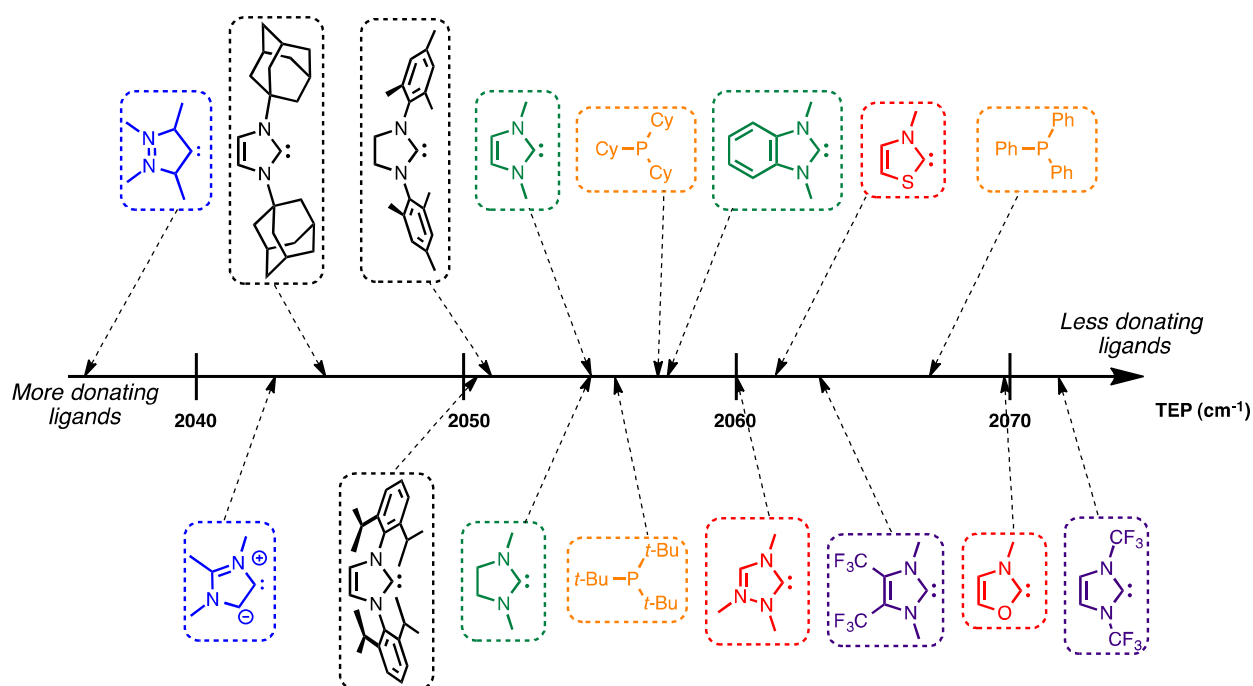 N
N
N
N
N
N
N
N
Cy
Cy
P
Cy
N
N
N
S
Ph
Ph
P
Ph
More donating
ligands
2040
2050
2060
2070
Less donating
ligands
TEP (cm-1)
N
N
N
N
N
N
t-Bu
t-Bu
P
t-Bu
N
N
N
F3C
N
N
F3C
N
O
CF3
N
N
CF3